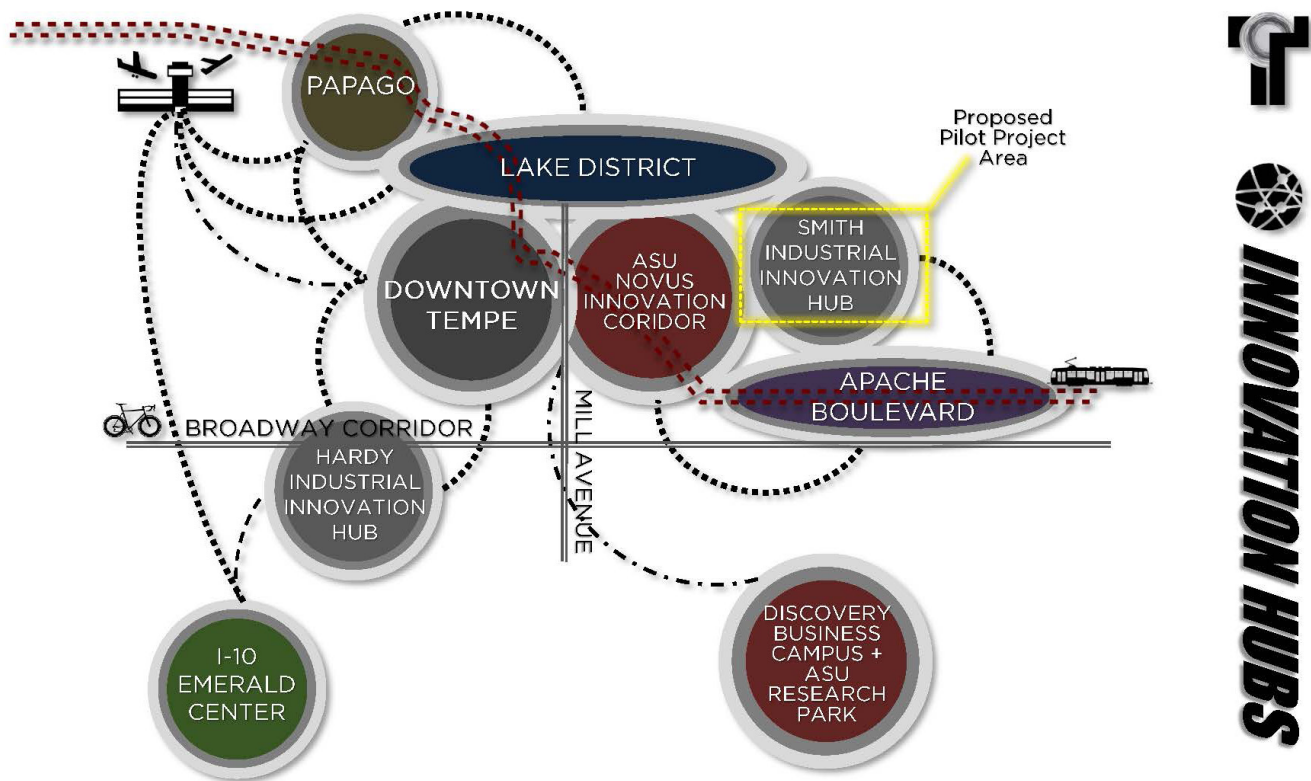 PAPAGO
LAKE DISTRICT
Proposed
Pilot Project
Area
SMITH
INDUSTRIAL
INNOVATION
HUB
DOWNTOWN
TEMPE
ASU
NOVUS
INNOVATION
CORIDOR
APACHE
BOULEVARD
BROADWAY CORRIDOR
MILL AVENUE
HARDY
INDUSTRIAL
INNOVATION
HUB
I-10
EMERALD
CENTER
DISCOVERY
BUSINESS
CAMPUS +
ASU
RESEARCH
PARK
T
INNOVATION HUBS